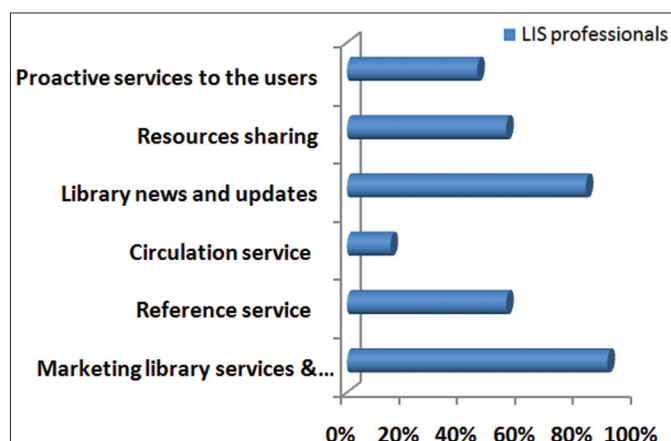 LIS professionals
Proactive services to the users
Resources sharing
Library news and updates
Circulation service
Reference service
Marketing library services &...
0% 20% 40% 60% 80% 100%